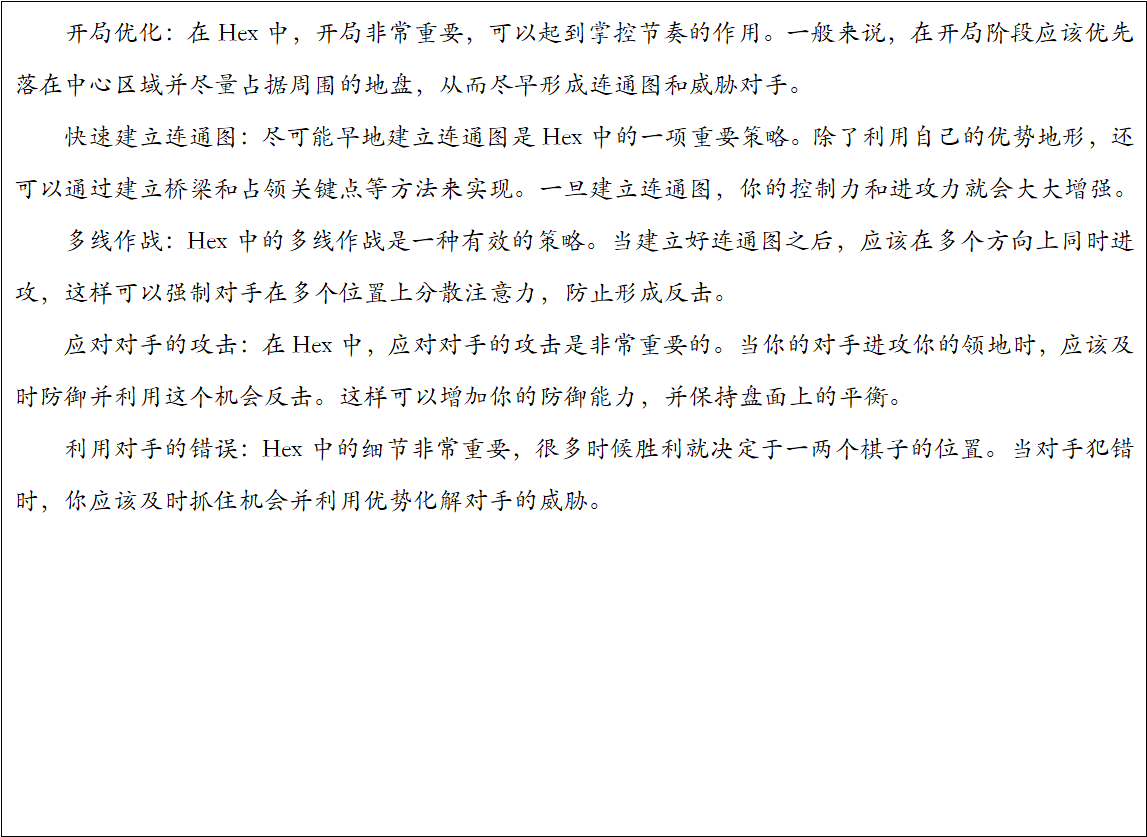 开局优化：在 Hex 中，开局非常重要，可以起到掌控节奏的作用。一般来说，在开局阶段应该优先
落在中心区域并尽量占据周围的地盘，从而尽早形成连通图和威胁对手。
快速建立连通图：尽可能早地建立连通图是 Hex 中的一项重要策略。除了利用自己的优势地形，还
可以通过建立桥梁和占领关键点等方法来实现。一旦建立连通图，你的控制力和进攻力就会大大增强。
多线作战：Hex 中的多线作战是一种有效的策略。当建立好连通图之后，应该在多个方向上同时进
攻，这样可以强制对手在多个位置上分散注意力，防止形成反击。
应对对手的攻击：在 Hex 中，应对对手的攻击是非常重要的。当你的对手进攻你的领地时，应该及
时防御并利用这个机会反击。这样可以增加你的防御能力，并保持盘面上的平衡。
利用对手的错误：Hex 中的细节非常重要，很多时候胜利就决定于一两个棋子的位置。当对手犯错
时，你应该及时抓住机会并利用优势化解对手的威胁。